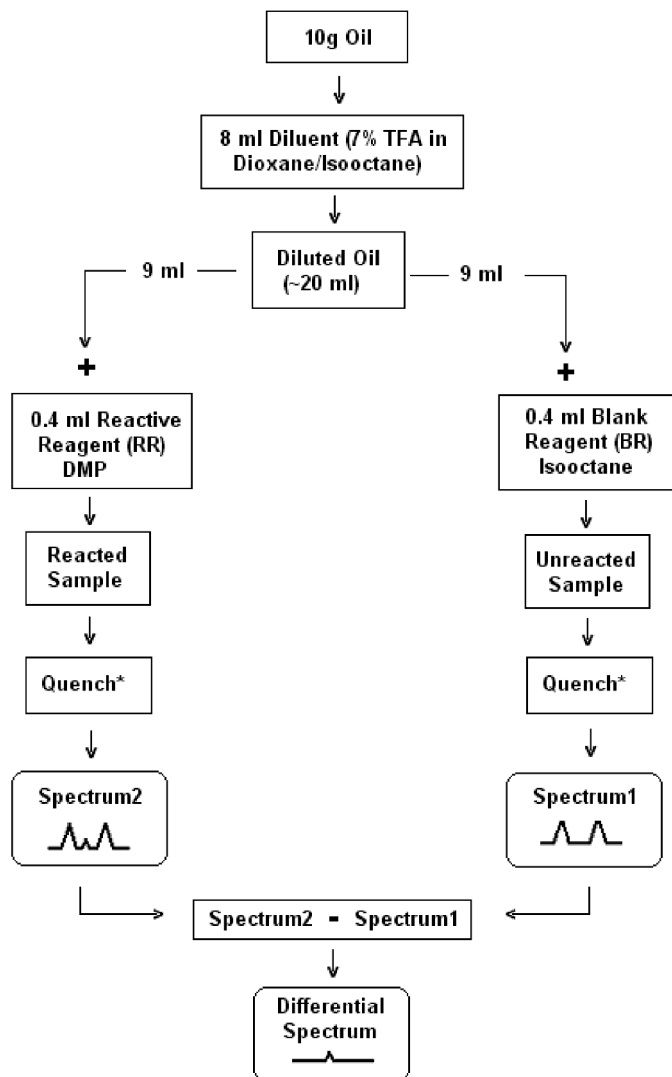 10g Oil
8 ml Diluent (7% TFA in
Dioxane/Isooctane)
Diluted Oil
(~20 ml)
9 ml
9 ml
+
+
0.4 ml Reactive
Reagent (RR)
DMP
0.4 ml Blank
Reagent (BR)
Isooctane
Reacted
Sample
Unreacted
Sample
Quench*
Quench*
Spectrum2
Spectrum1
Spectrum2 - Spectrum1
Differential
Spectrum